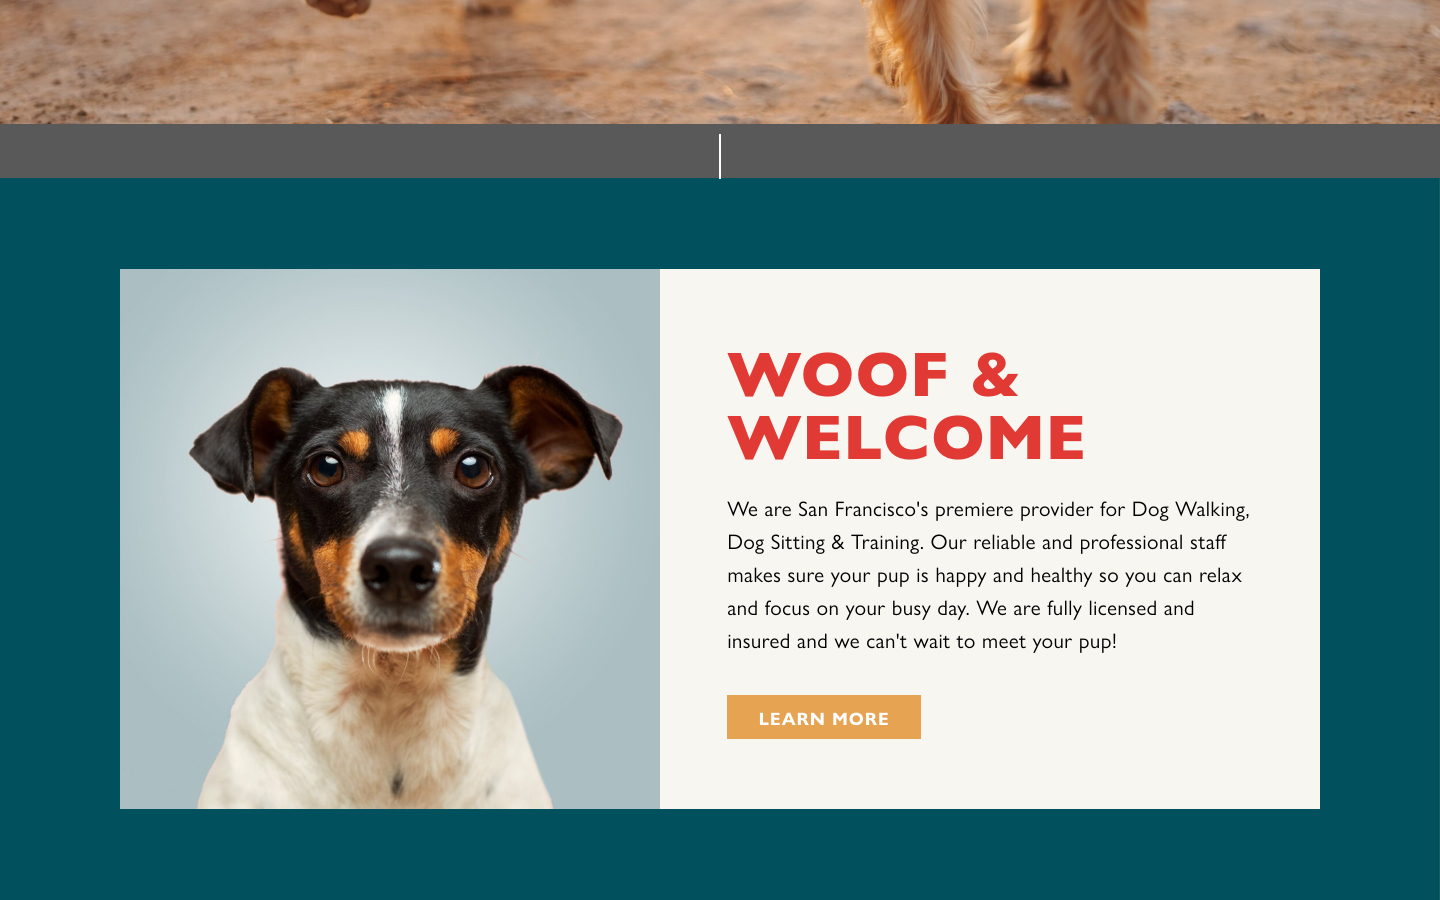 WOOF &
WELCOME
We are San Francisco's premiere provider for Dog Walking,
Dog Sitting & Training. Our reliable and professional staff
makes sure your pup is happy and healthy so you can relax
and focus on your busy day. We are fully licensed and
insured and we can't wait to meet your pup!
LEARN MORE